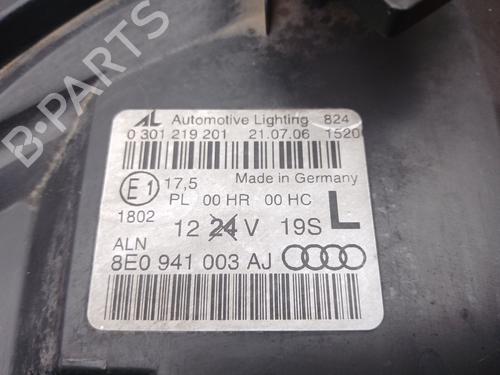 B-PARTS
AL Automotive Lighting 824
0 301 219 201 21.07.06 1520
E1 17,5 Made in Germany
PL 00 HR 00 HC
1802
12 24 V 19S L
ALN
8E0 941 003 AJ